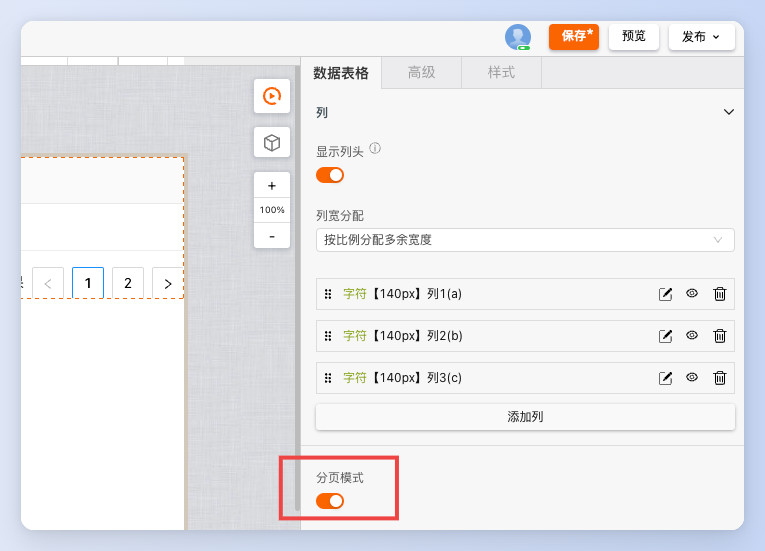 保存*
预览
发布
数据表格
高级
样式
列
显示列头
+
100%
-
列宽分配
按比例分配多余宽度
< 1 2 >
字符【140px】列1(a)
字符【140px】列2(b)
字符【140px】列3(c)
添加列
分页模式